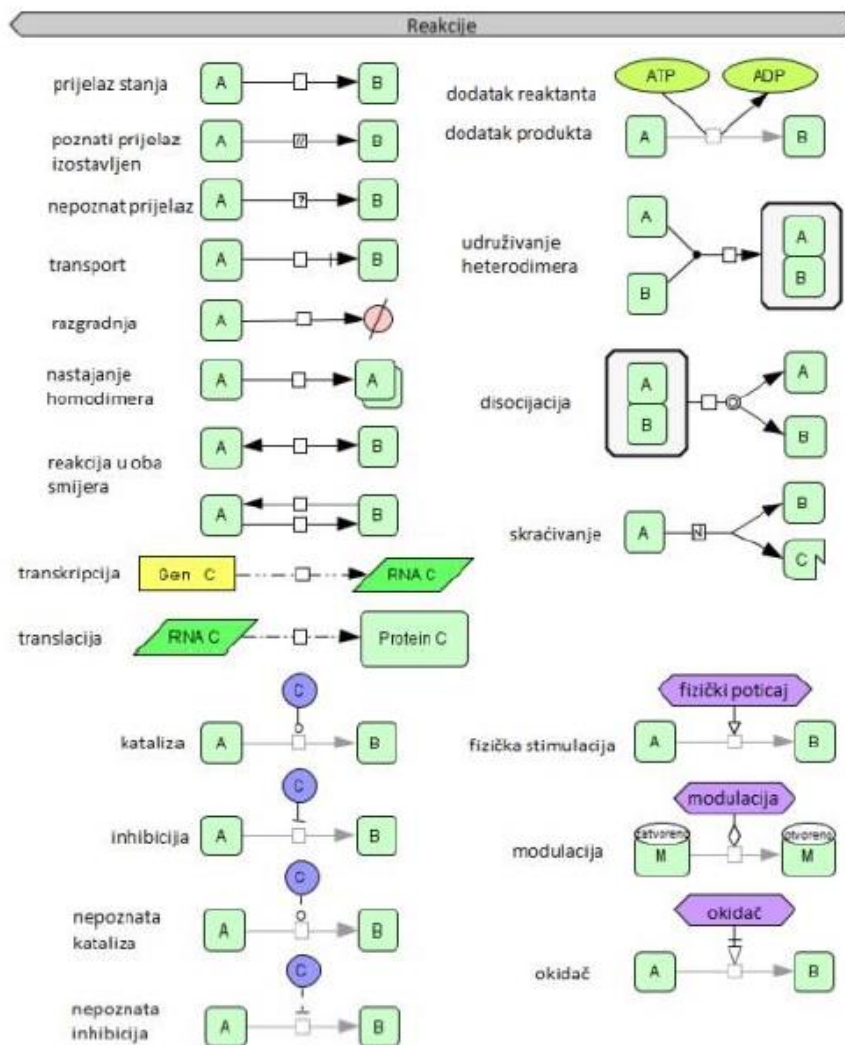 Reakcije
prijelaz stanja A B
poznati prijelaz
izostavljen A // B
nepoznat prijelaz A ? B
transport A B
razgradnja A
nastajanje
homodimera A A
reakcija u oba
smijera A B
A B
transkripcija Gen C RNA C
translacija RNA C Protein C
C
kataliza A B
C
inhibicija A B
C
nepoznata
kataliza A B
C
nepoznata
inhibicija A B
ATP ADP
dodatak reaktanta
dodatak produkta A B
A
udruživanje
heterodimera A
B B
A A
disocijacija
B B
B
skraćivanje A N
C
fizički poticaj
fizička stimulacija A B
modulacija
zatvoreno otvoreno
modulacija M M
okidač
okidač A B